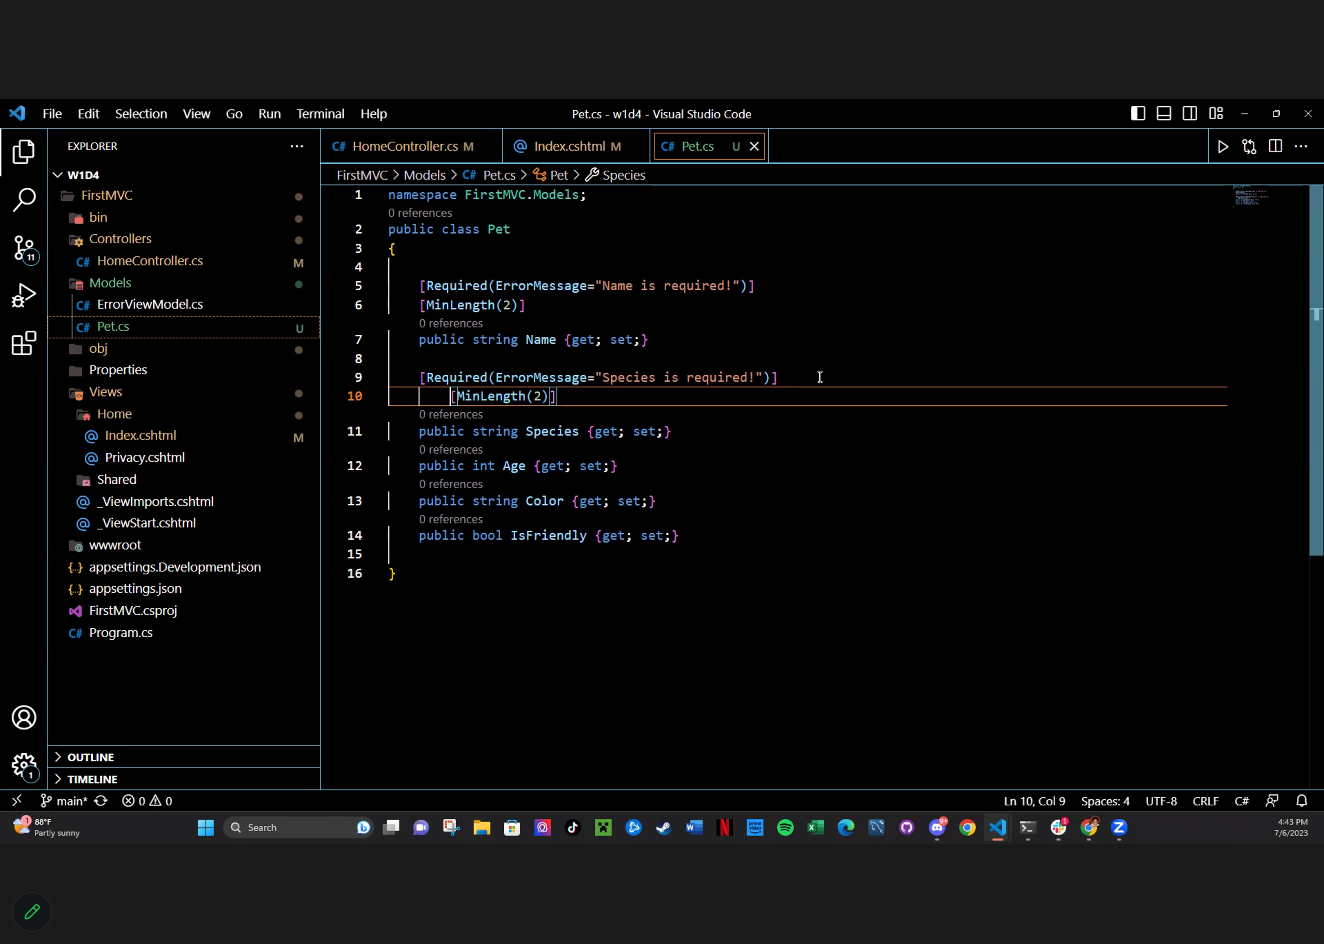 File Edit Selection View Go Run Terminal Help
Pet.cs - w1d4 - Visual Studio Code
EXPLORER
W1D4
FirstMVC
bin
Controllers
C# HomeController.cs M
Models
C# ErrorViewModel.cs
C# Pet.cs U
obj
Properties
Views
Home
@ Index.cshtml M
@ Privacy.cshtml
Shared
@ _ViewImports.cshtml
@ _ViewStart.cshtml
wwwroot
{..} appsettings.Development.json
{..} appsettings.json
FirstMVC.csproj
C# Program.cs
OUTLINE
TIMELINE
11
1
C# HomeController.cs M
@ Index.cshtml M
C# Pet.cs U
FirstMVC > Models > C# Pet.cs > Pet > Species
1 namespace FirstMVC.Models;
0 references
2 public class Pet
3 {
4
5 [Required(ErrorMessage="Name is required!")]
6 [MinLength(2)]
0 references
7 public string Name {get; set;}
8
9 [Required(ErrorMessage="Species is required!")]
10 [MinLength(2)]
0 references
11 public string Species {get; set;}
0 references
12 public int Age {get; set;}
0 references
13 public string Color {get; set;}
0 references
14 public bool IsFriendly {get; set;}
15
16 }
main* 0 0
Ln 10, Col 9 Spaces: 4 UTF-8 CRLF C#
88°F
Partly sunny
Search
4:43 PM
7/6/2023